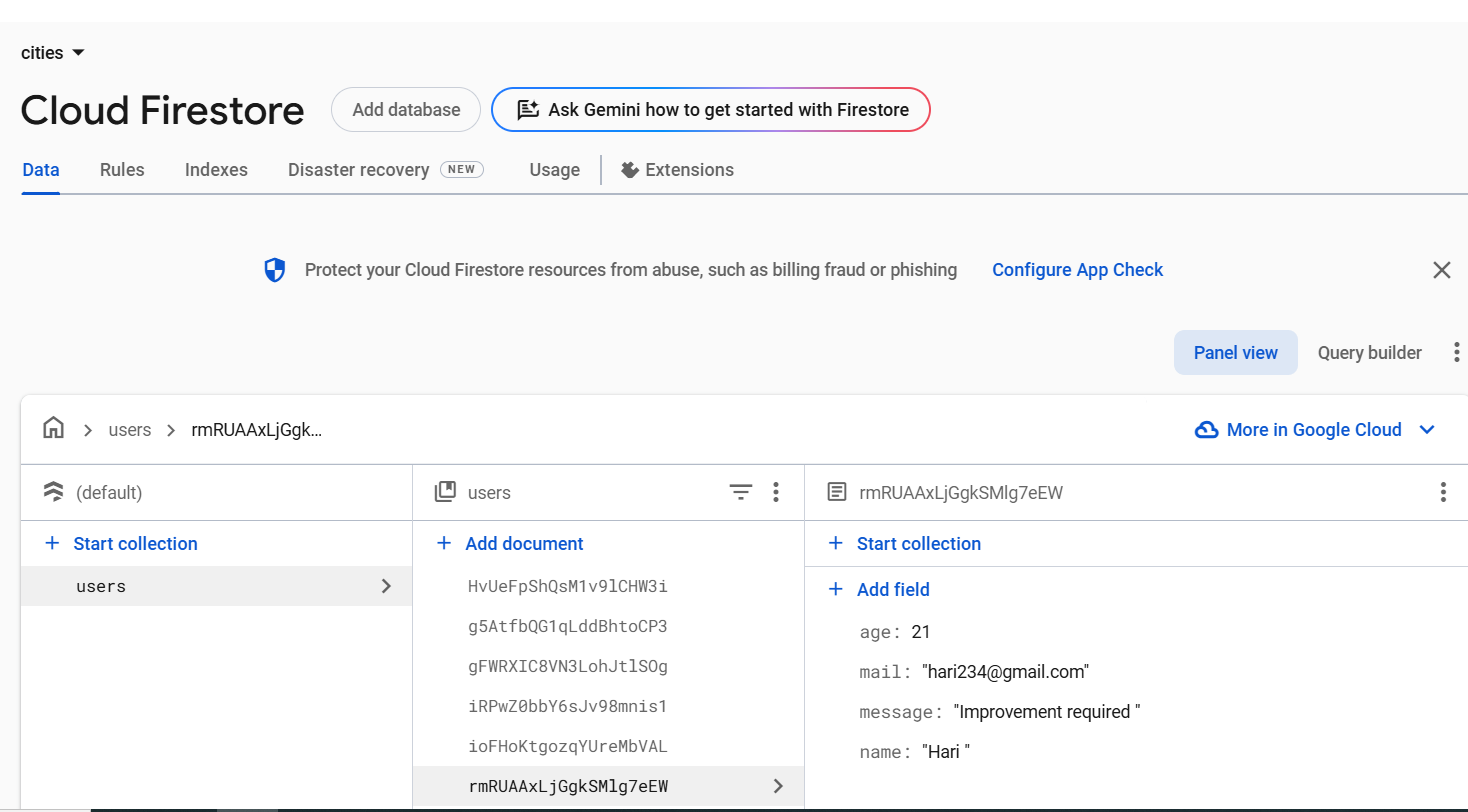 cities
Cloud Firestore
Add database
Ask Gemini how to get started with Firestore
Data
Rules
Indexes
Disaster recovery NEW
Usage
Extensions
Protect your Cloud Firestore resources from abuse, such as billing fraud or phishing
Configure App Check
Panel view
Query builder
users
rmRUAAxLjGgk...
More in Google Cloud
(default)
Start collection
users
users
Add document
HvUeFpShQsM1v9lCHW3i
g5AtfbQG1qLddBhtoCP3
gFWRXIC8VN3LohJtlSOg
iRPwZ0bbY6sJv98mnis1
ioFHoKtgozqYUreMbVAL
rmRUAAxLjGgkSMlg7eEW
rmRUAAxLjGgkSMlg7eEW
Start collection
Add field
age: 21
mail: "hari234@gmail.com"
message: "Improvement required "
name: "Hari "